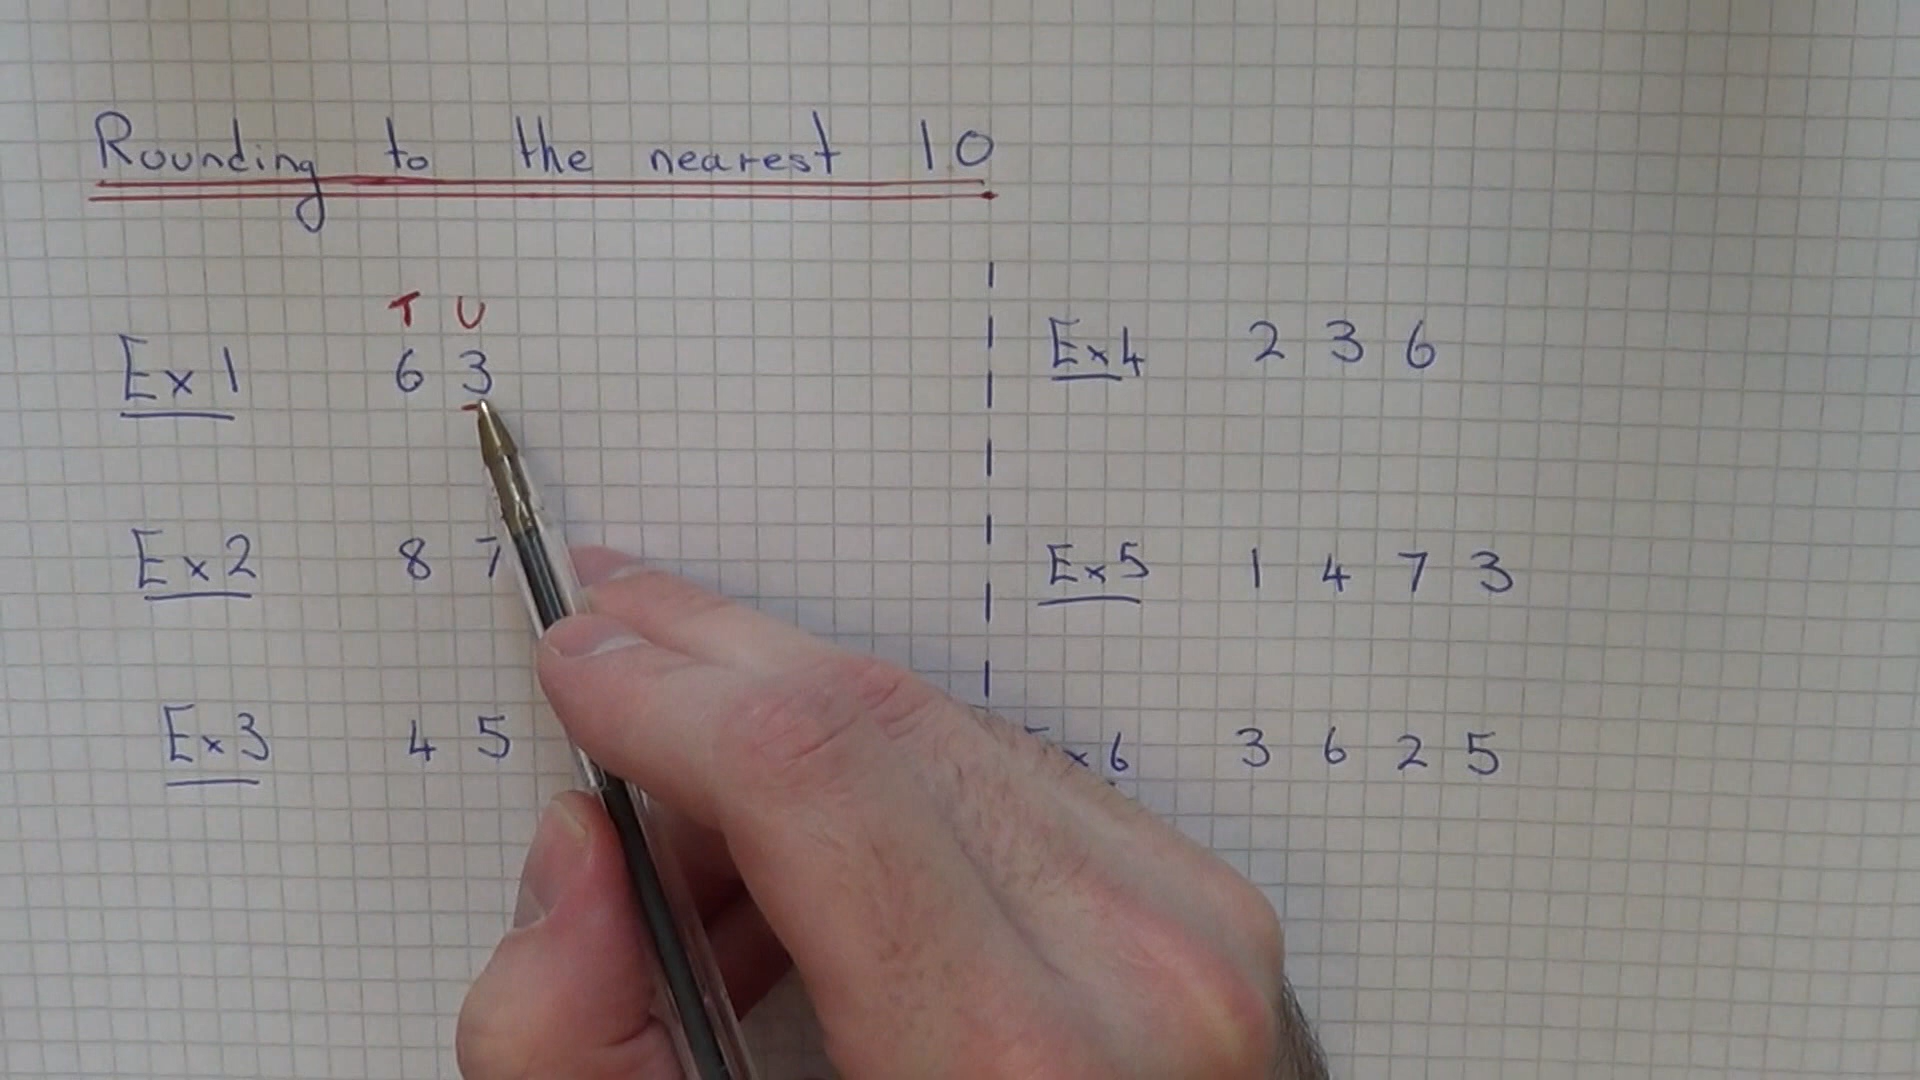 Rounding to the nearest 10
T U
Ex 1 6 3
Ex 2 8 7
Ex 3 4 5
Ex 4 2 3 6
Ex 5 1 4 7 3
x 6 3 6 2 5